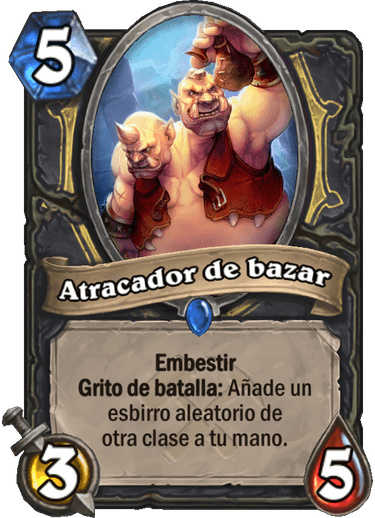 5
Atracador de bazar
Embestir
Grito de batalla: Añade un
esbirro aleatorio de
otra clase a tu mano.
3
5